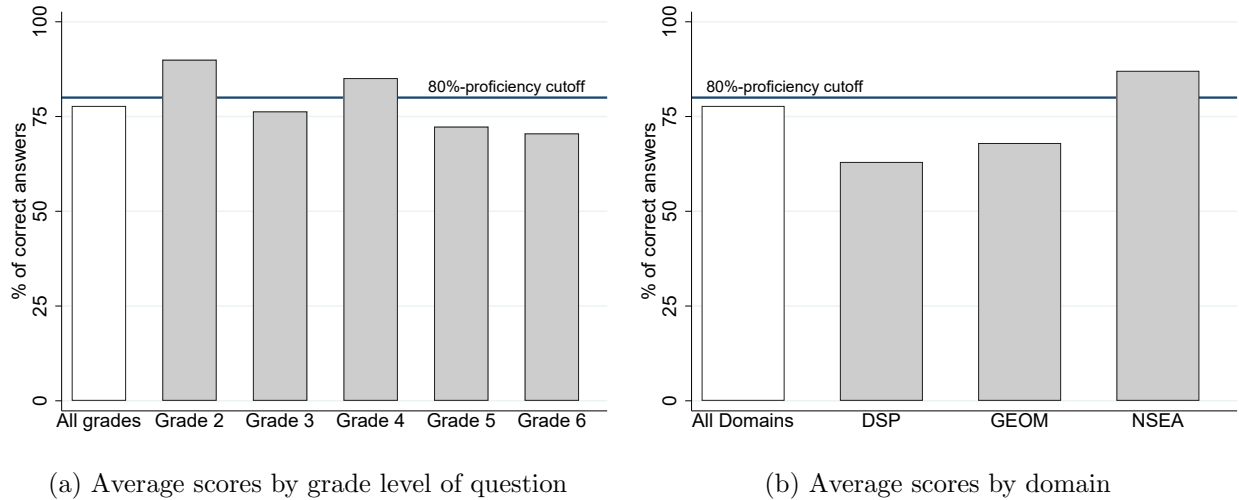 100
75
50
25
0
% of correct answers
80%-proficiency cutoff
All grades Grade 2 Grade 3 Grade 4 Grade 5 Grade 6
(a) Average scores by grade level of question
100
75
50
25
0
% of correct answers
80%-proficiency cutoff
All Domains DSP GEOM NSEA
(b) Average scores by domain